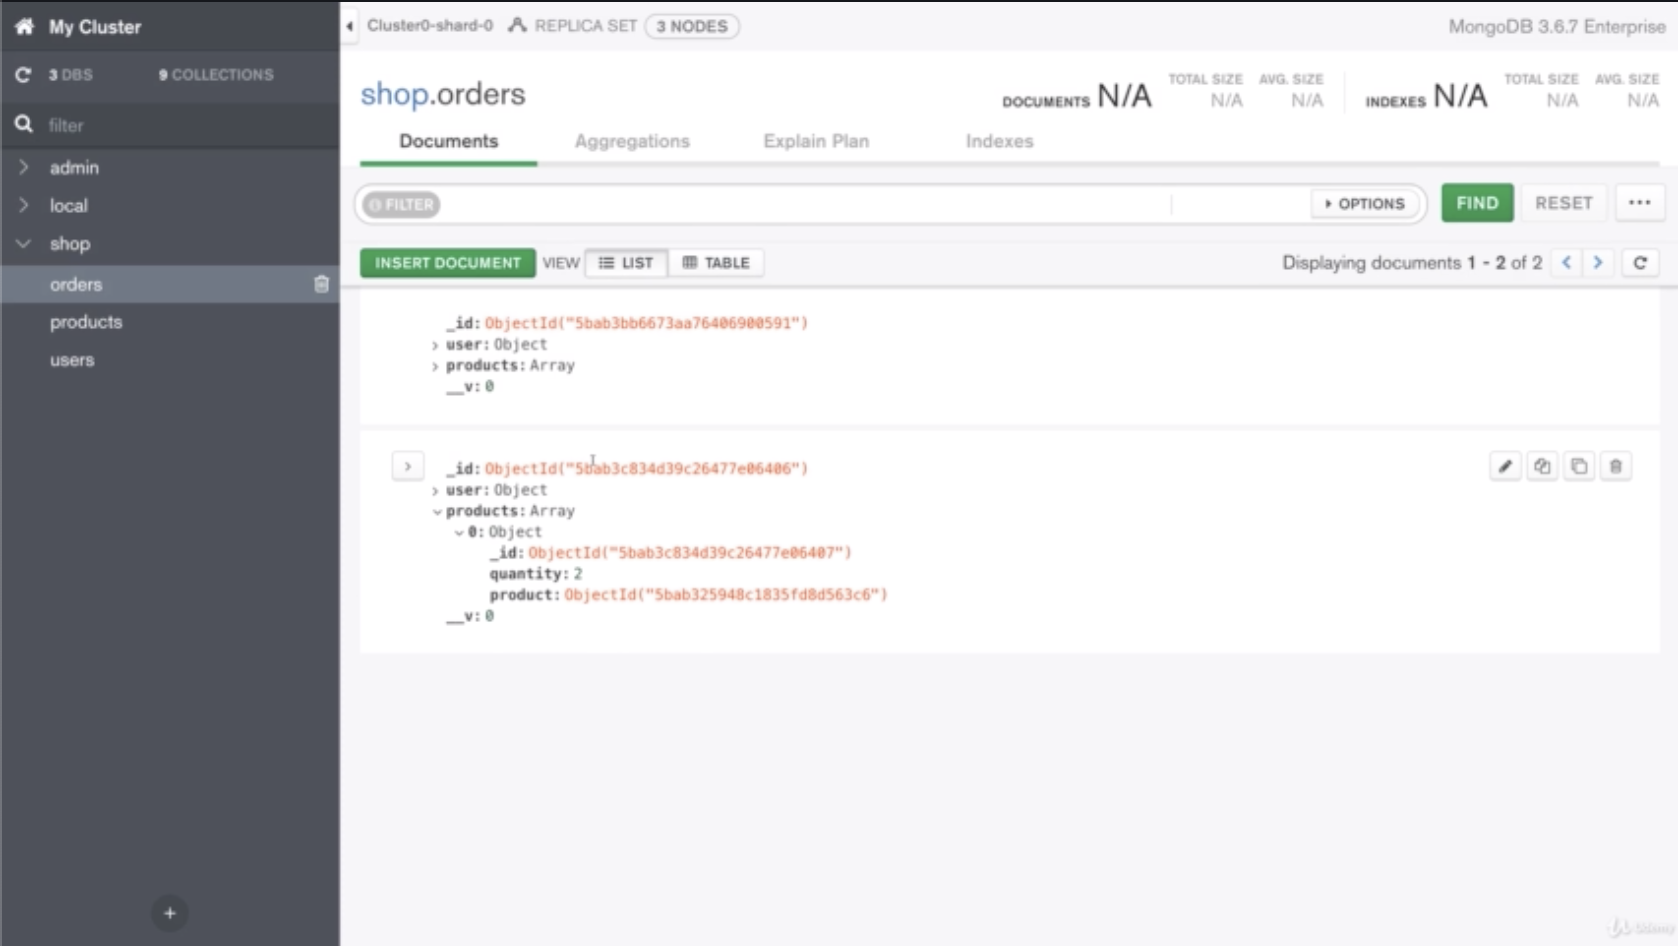 My Cluster
3 DBS 9 COLLECTIONS
filter
admin
local
shop
orders
products
users
Cluster0-shard-0 REPLICA SET 3 NODES MongoDB 3.6.7 Enterprise
shop.orders
DOCUMENTS N/A TOTAL SIZE N/A AVG. SIZE N/A INDEXES N/A TOTAL SIZE N/A AVG. SIZE N/A
Documents Aggregations Explain Plan Indexes
FILTER OPTIONS FIND RESET ...
INSERT DOCUMENT VIEW LIST TABLE Displaying documents 1 - 2 of 2
_id: ObjectId("5bab3bb6673aa76406900591")
user: Object
products: Array
__v: 0
_id: ObjectId("5bab3c834d39c26477e06406")
user: Object
products: Array
0: Object
_id: ObjectId("5bab3c834d39c26477e06407")
quantity: 2
product: ObjectId("5bab325948c1835fd8d563c6")
__v: 0
Udemy